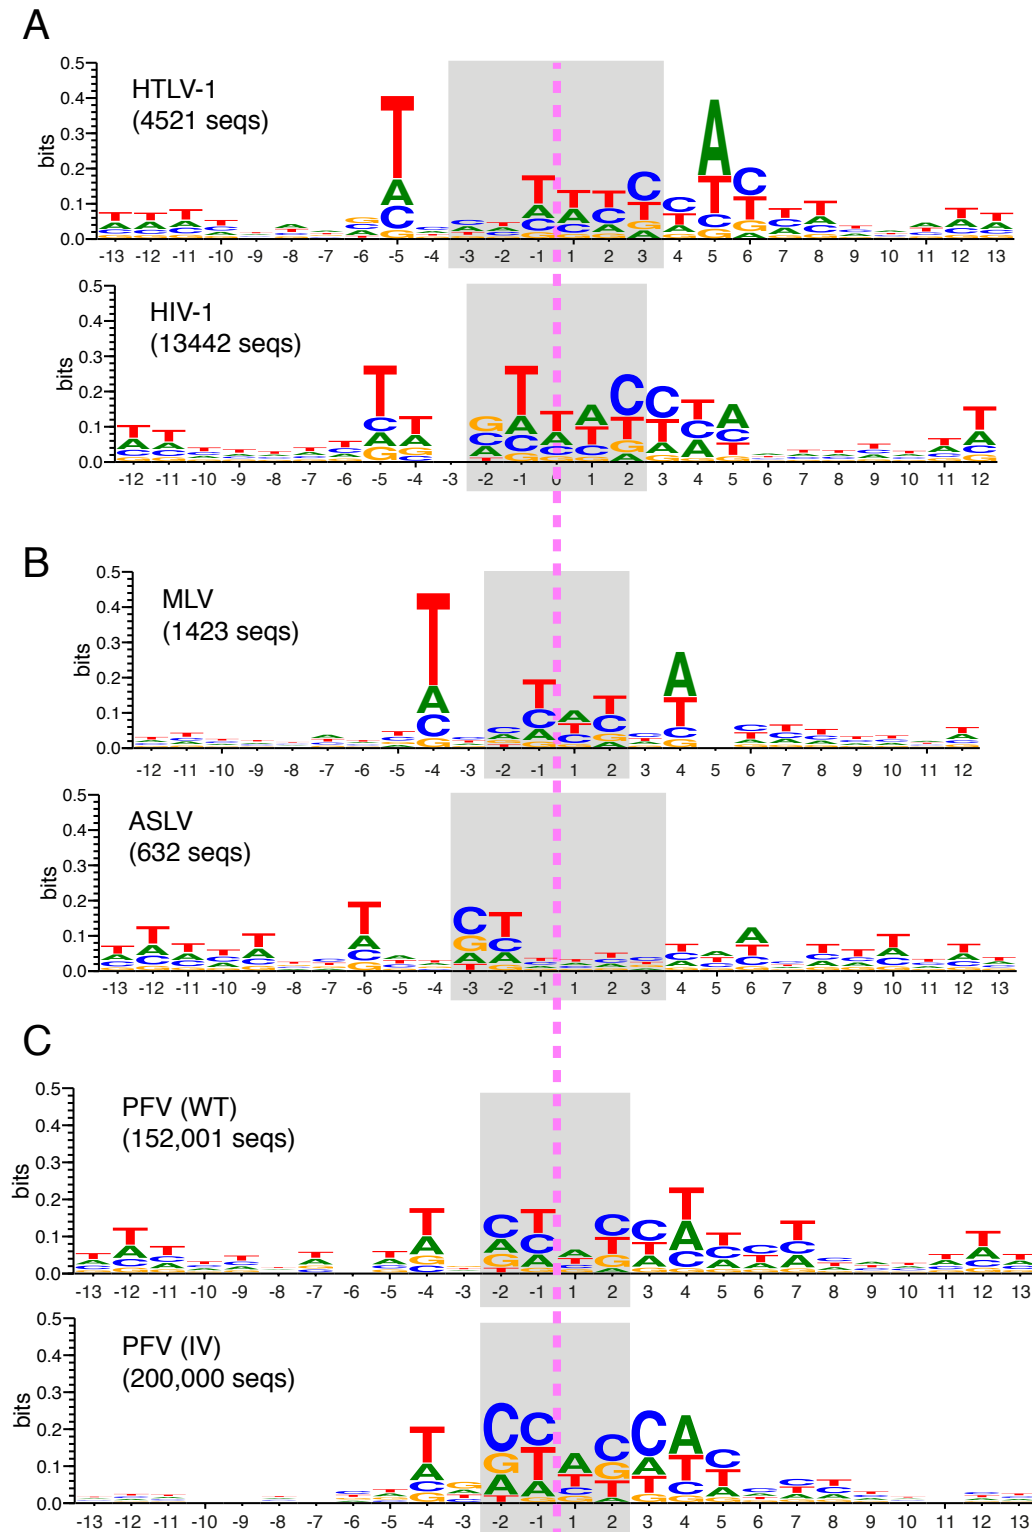 A
HTLV-1
(4521 seqs)
bits
0.5
0.4
0.3
0.2
0.1
0.0
-13 -12 -11 -10 -9 -8 -7 -6 -5 -4 -3 -2 -1 1 2 3 4 5 6 7 8 9 10 11 12 13
HIV-1
(13442 seqs)
bits
0.5
0.4
0.3
0.2
0.1
0.0
-12 -11 -10 -9 -8 -7 -6 -5 -4 -3 -2 -1 0 1 2 3 4 5 6 7 8 9 10 11 12
B
MLV
(1423 seqs)
bits
0.5
0.4
0.3
0.2
0.1
0.0
-12 -11 -10 -9 -8 -7 -6 -5 -4 -3 -2 -1 1 2 3 4 5 6 7 8 9 10 11 12
ASLV
(632 seqs)
bits
0.5
0.4
0.3
0.2
0.1
0.0
-13 -12 -11 -10 -9 -8 -7 -6 -5 -4 -3 -2 -1 1 2 3 4 5 6 7 8 9 10 11 12 13
C
PFV (WT)
(152,001 seqs)
bits
0.5
0.4
0.3
0.2
0.1
0.0
-13 -12 -11 -10 -9 -8 -7 -6 -5 -4 -3 -2 -1 1 2 3 4 5 6 7 8 9 10 11 12 13
PFV (IV)
(200,000 seqs)
bits
0.5
0.4
0.3
0.2
0.1
0.0
-13 -12 -11 -10 -9 -8 -7 -6 -5 -4 -3 -2 -1 1 2 3 4 5 6 7 8 9 10 11 12 13